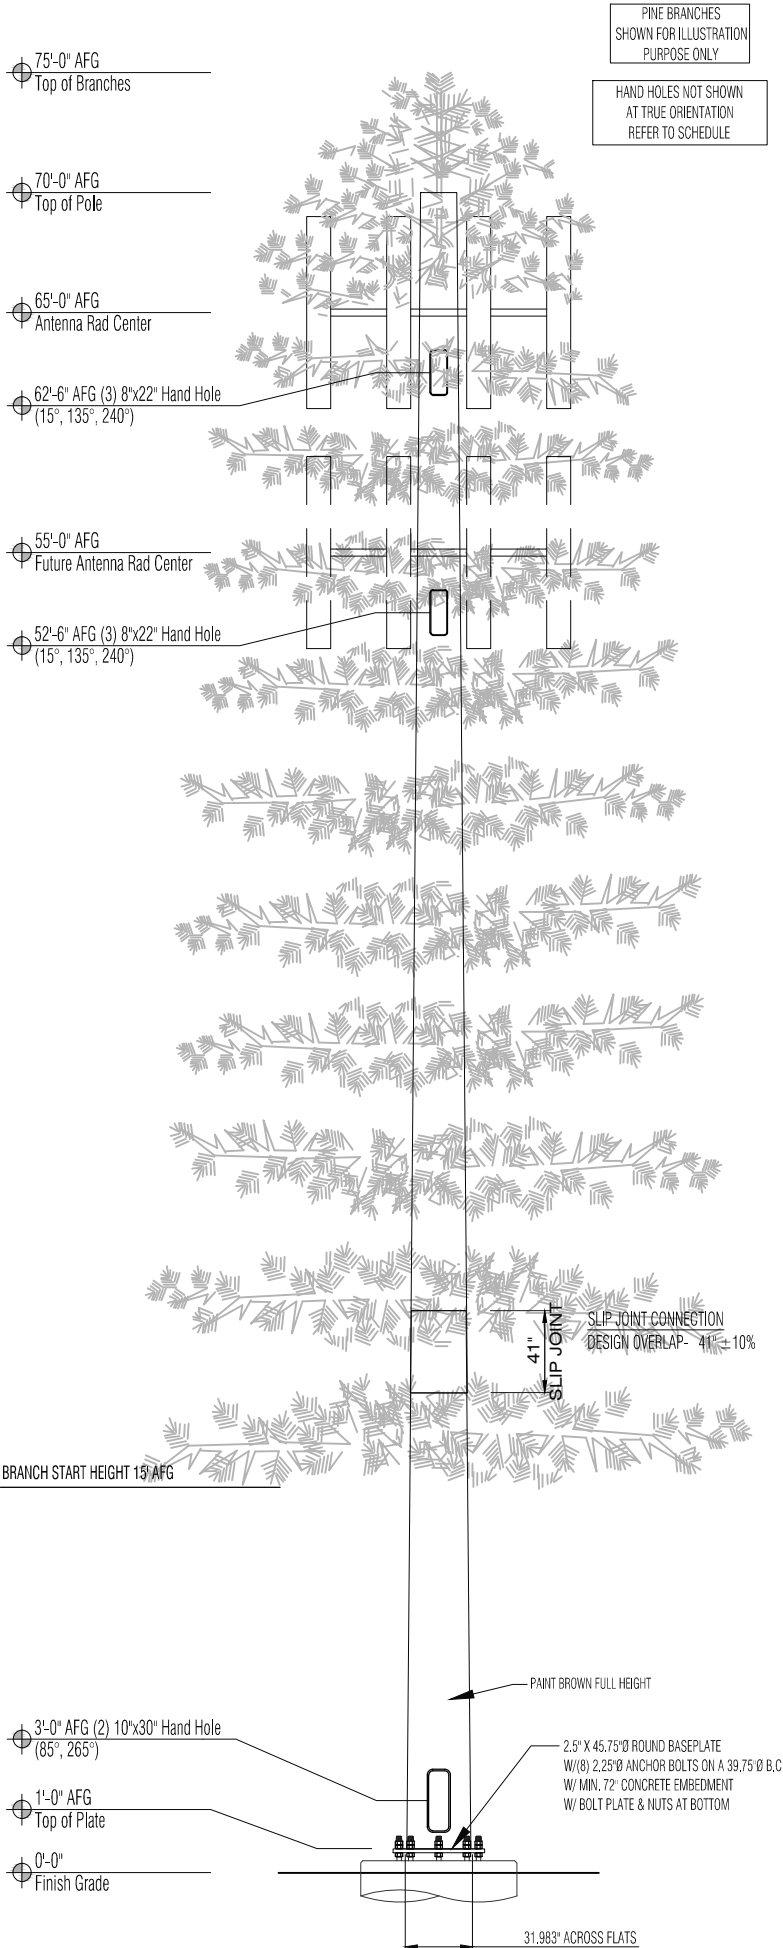 PINE BRANCHES
SHOWN FOR ILLUSTRATION
PURPOSE ONLY
HAND HOLES NOT SHOWN
AT TRUE ORIENTATION
REFER TO SCHEDULE
75'-0" AFG
Top of Branches
70'-0" AFG
Top of Pole
65'-0" AFG
Antenna Rad Center
62'-6" AFG (3) 8"x22" Hand Hole
(15°, 135°, 240°)
55'-0" AFG
Future Antenna Rad Center
52'-6" AFG (3) 8"x22" Hand Hole
(15°, 135°, 240°)
41"
SLIP JOINT
SLIP JOINT CONNECTION
DESIGN OVERLAP- 41" ±10%
BRANCH START HEIGHT 15' AFG
PAINT BROWN FULL HEIGHT
3'-0" AFG (2) 10"x30" Hand Hole
(85°, 265°)
2.5" X 45.75"Ø ROUND BASEPLATE
W/(8) 2.25"Ø ANCHOR BOLTS ON A 39.75"Ø B.C
W/ MIN. 72" CONCRETE EMBEDMENT
W/ BOLT PLATE & NUTS AT BOTTOM
1'-0" AFG
Top of Plate
0'-0"
Finish Grade
31.983" ACROSS FLATS